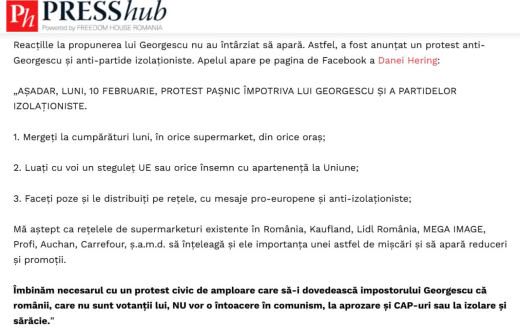 Ph PRESShub
Powered by FREEDOM HOUSE ROMANIA
Reacțiile la propunerea lui Georgescu nu au întârziat să apară. Astfel, a fost anunțat un protest anti-
Georgescu și anti-partide izolaționiste. Apelul apare pe pagina de Facebook a Danei Hering:
„AȘADAR, LUNI, 10 FEBRUARIE, PROTEST PAȘNIC ÎMPOTRIVA LUI GEORGESCU ȘI A PARTIDELOR
IZOLAȚIONISTE.
1. Mergeți la cumpărături luni, în orice supermarket, din orice oraș;
2. Luați cu voi un steguleț UE sau orice însemn cu apartenență la Uniune;
3. Faceți poze și le distribuiți pe rețele, cu mesaje pro-europene și anti-izolaționiste;
Mă aștept ca rețelele de supermarketuri existente în România, Kaufland, Lidl România, MEGA IMAGE,
Profi, Auchan, Carrefour, ș.a.m.d. să înțeleagă și ele importanța unei astfel de mișcări și să apară reduceri
și promoții.
Îmbinăm necesarul cu un protest civic de amploare care să-i dovedească impostorului Georgescu că
românii, care nu sunt votanții lui, NU vor o întoacere în comunism, la aprozare și CAP-uri sau la izolare și
sărăcie.”